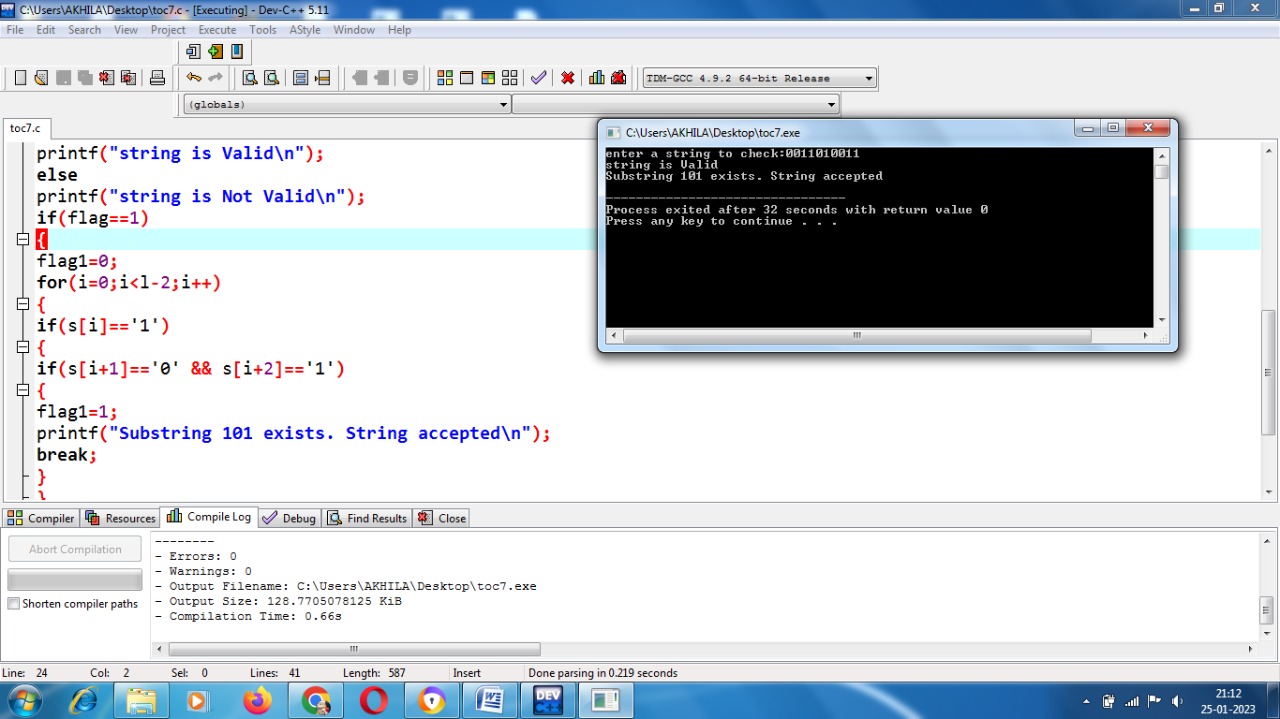 C:\Users\AKHILA\Desktop\toc7.c - [Executing] - Dev-C++ 5.11
File Edit Search View Project Execute Tools AStyle Window Help
TDM-GCC 4.9.2 64-bit Release
(globals)
toc7.c
printf("string is Valid\n");
else
printf("string is Not Valid\n");
if(flag==1)
{
flag1=0;
for(i=0;i<l-2;i++)
{
if(s[i]=='1')
{
if(s[i+1]=='0' && s[i+2]=='1')
{
flag1=1;
printf("Substring 101 exists. String accepted\n");
break;
}
}
C:\Users\AKHILA\Desktop\toc7.exe
enter a string to check:0011010011
string is Valid
Substring 101 exists. String accepted
--------------------------------
Process exited after 32 seconds with return value 0
Press any key to continue . . .
Compiler Resources Compile Log Debug Find Results Close
Abort Compilation
Shorten compiler paths
--------
- Errors: 0
- Warnings: 0
- Output Filename: C:\Users\AKHILA\Desktop\toc7.exe
- Output Size: 128.7705078125 KiB
- Compilation Time: 0.66s
Line: 24 Col: 2 Sel: 0 Lines: 41 Length: 587 Insert Done parsing in 0.219 seconds
DEV C++
21:12
25-01-2023